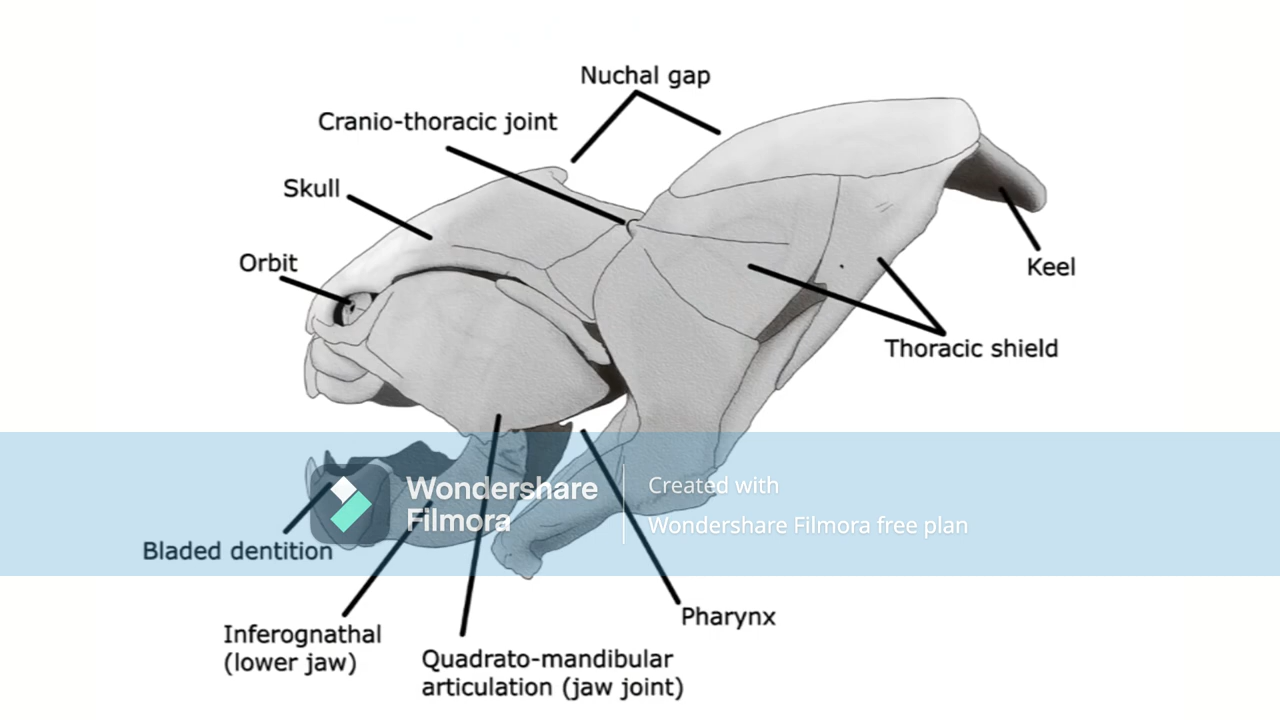 Nuchal gap
Cranio-thoracic joint
Skull
Orbit
Keel
Thoracic shield
Wondershare
Filmora
Created with
Wondershare Filmora free plan
Bladed dentition
Pharynx
Inferognathal
(lower jaw)
Quadrato-mandibular
articulation (jaw joint)